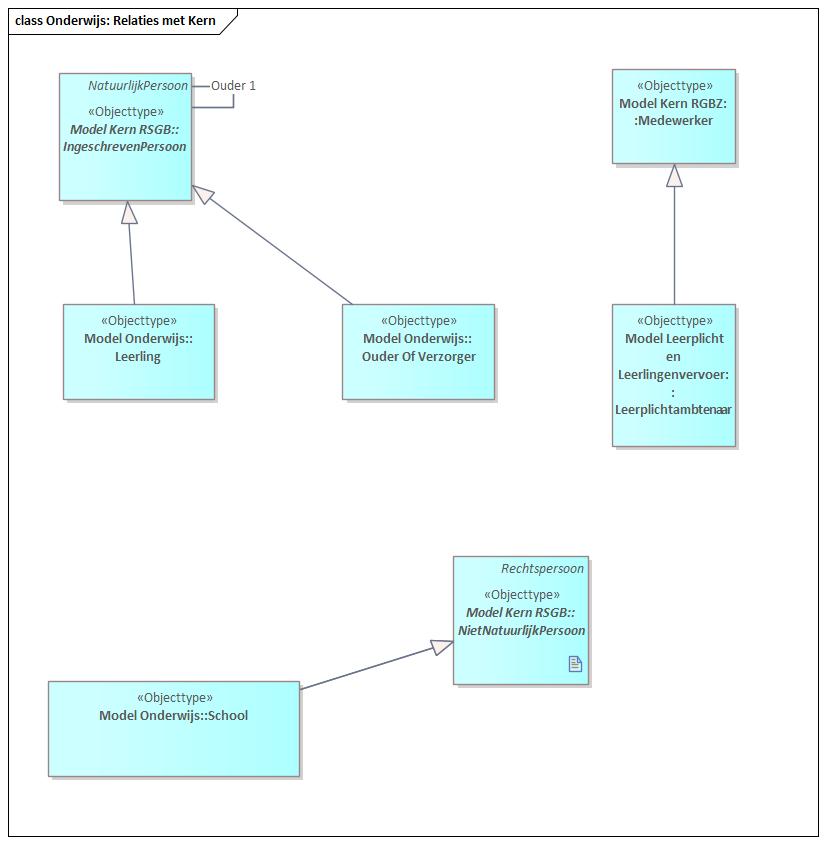 class Onderwijs: Relaties met Kern
NatuurlijkPersoon
«Objecttype»
Model Kern RSGB::
IngeschrevenPersoon
Ouder 1
«Objecttype»
Model Kern RGBZ:
:Medewerker
«Objecttype»
Model Onderwijs::
Leerling
«Objecttype»
Model Onderwijs::
Ouder Of Verzorger
«Objecttype»
Model Leerplicht
en
Leerlingenvervoer:
:
Leerplichtambtenaar
Rechtspersoon
«Objecttype»
Model Kern RSGB::
NietNatuurlijkPersoon
«Objecttype»
Model Onderwijs::School